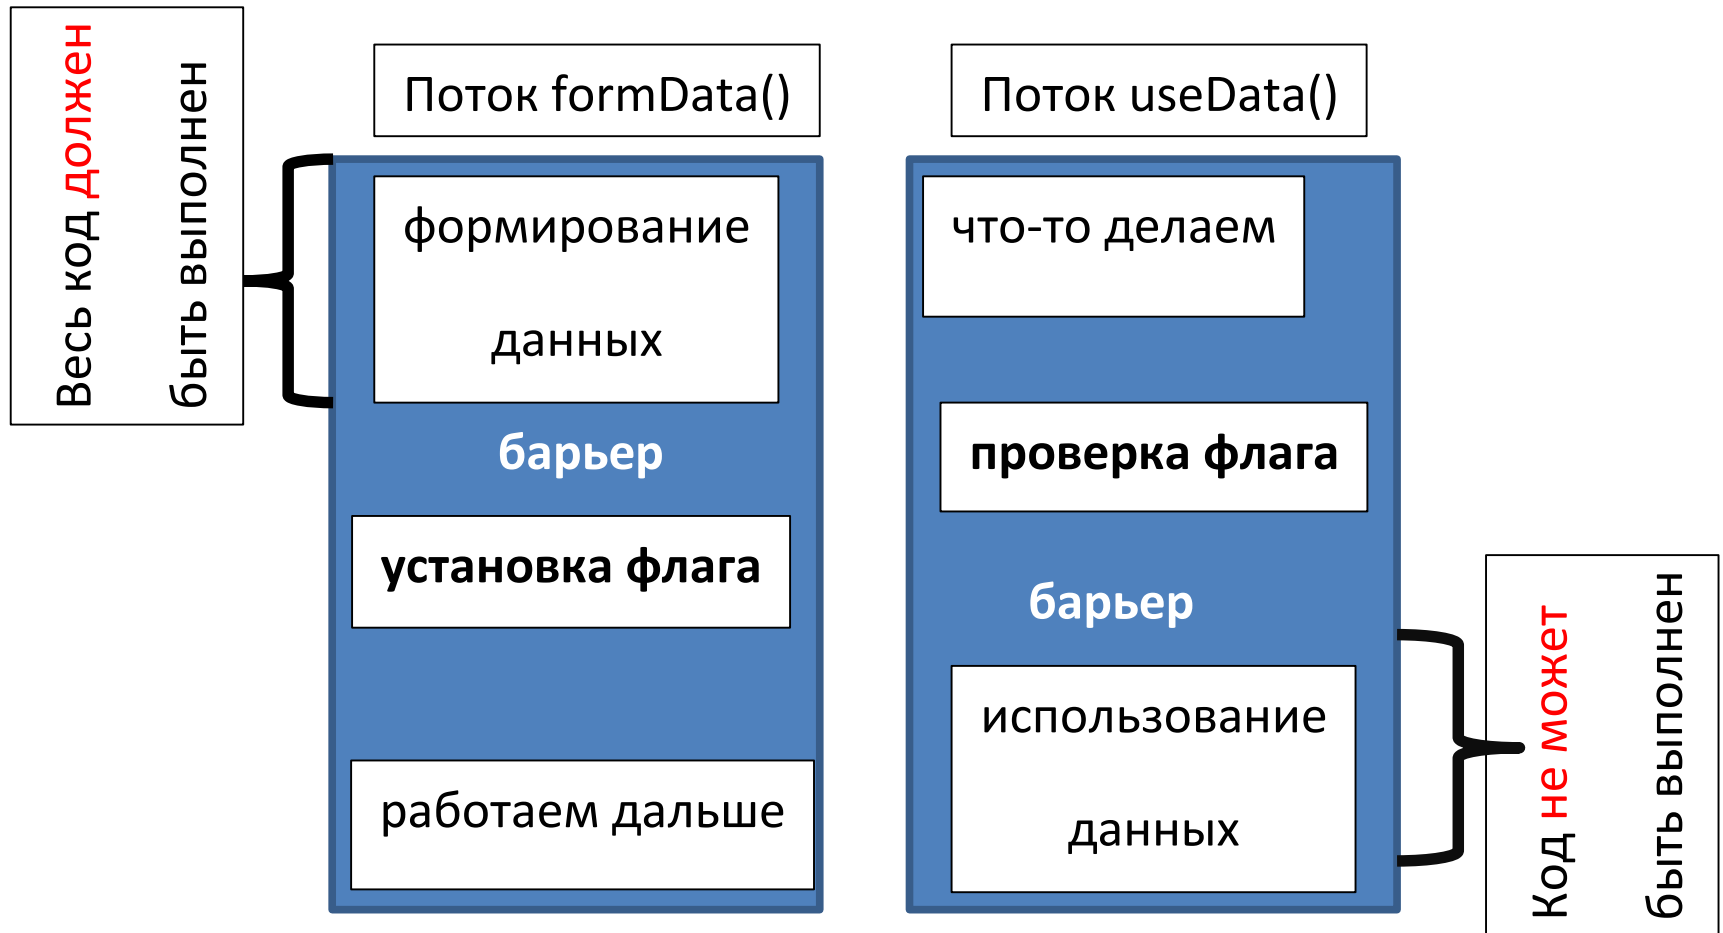 Весь код должен
быть выполнен
Поток formData()
формирование
данных
барьер
установка флага
работаем дальше
Поток useData()
что-то делаем
проверка флага
барьер
использование
данных
Код не может
быть выполнен